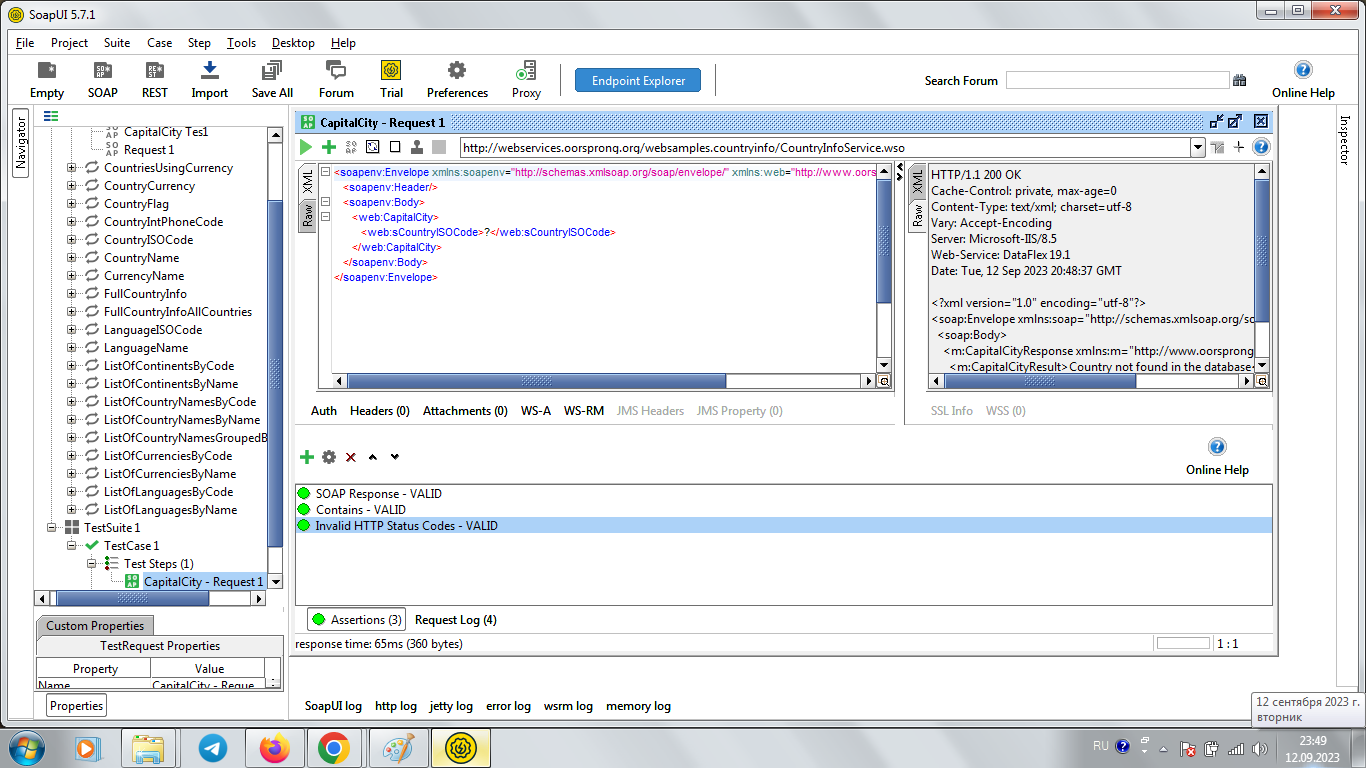 SoapUI 5.7.1
File Project Suite Case Step Tools Desktop Help
Empty SOAP REST Import Save All Forum Trial Preferences Proxy Endpoint Explorer Search Forum Online Help
Navigator
Inspector
CapitalCity Tes1
Request 1
CountriesUsingCurrency
CountryCurrency
CountryFlag
CountryIntPhoneCode
CountryISOCode
CountryName
CurrencyName
FullCountryInfo
FullCountryInfoAllCountries
LanguageISOCode
LanguageName
ListOfContinentsByCode
ListOfContinentsByName
ListOfCountryNamesByCode
ListOfCountryNamesByName
ListOfCountryNamesGroupedB
ListOfCurrenciesByCode
ListOfCurrenciesByName
ListOfLanguagesByCode
ListOfLanguagesByName
TestSuite 1
TestCase 1
Test Steps (1)
CapitalCity - Request 1
Custom Properties
TestRequest Properties
Property Value
Name CapitalCity - Reque
Properties
CapitalCity - Request 1
http://webservices.oorsprong.org/websamples.countryinfo/CountryInfoService.wso
XML
Raw
<soapenv:Envelope xmlns:soapenv="http://schemas.xmlsoap.org/soap/envelope/" xmlns:web="http://www.oors
<soapenv:Header/>
<soapenv:Body>
<web:CapitalCity>
<web:sCountryISOCode>?</web:sCountryISOCode>
</web:CapitalCity>
</soapenv:Body>
</soapenv:Envelope>
XML
Raw
HTTP/1.1 200 OK
Cache-Control: private, max-age=0
Content-Type: text/xml; charset=utf-8
Vary: Accept-Encoding
Server: Microsoft-IIS/8.5
Web-Service: DataFlex 19.1
Date: Tue, 12 Sep 2023 20:48:37 GMT
<?xml version="1.0" encoding="utf-8"?>
<soap:Envelope xmlns:soap="http://schemas.xmlsoap.org/sc
<soap:Body>
<m:CapitalCityResponse xmlns:m="http://www.oorsprong
<m:CapitalCityResult>Country not found in the database<
Auth Headers (0) Attachments (0) WS-A WS-RM JMS Headers JMS Property (0)
SSL Info WSS (0)
Online Help
SOAP Response - VALID
Contains - VALID
Invalid HTTP Status Codes - VALID
Assertions (3) Request Log (4)
response time: 65ms (360 bytes) 1 : 1
SoapUI log http log jetty log error log wsrm log memory log
12 сентября 2023 г.
вторник
RU
23:49
12.09.2023